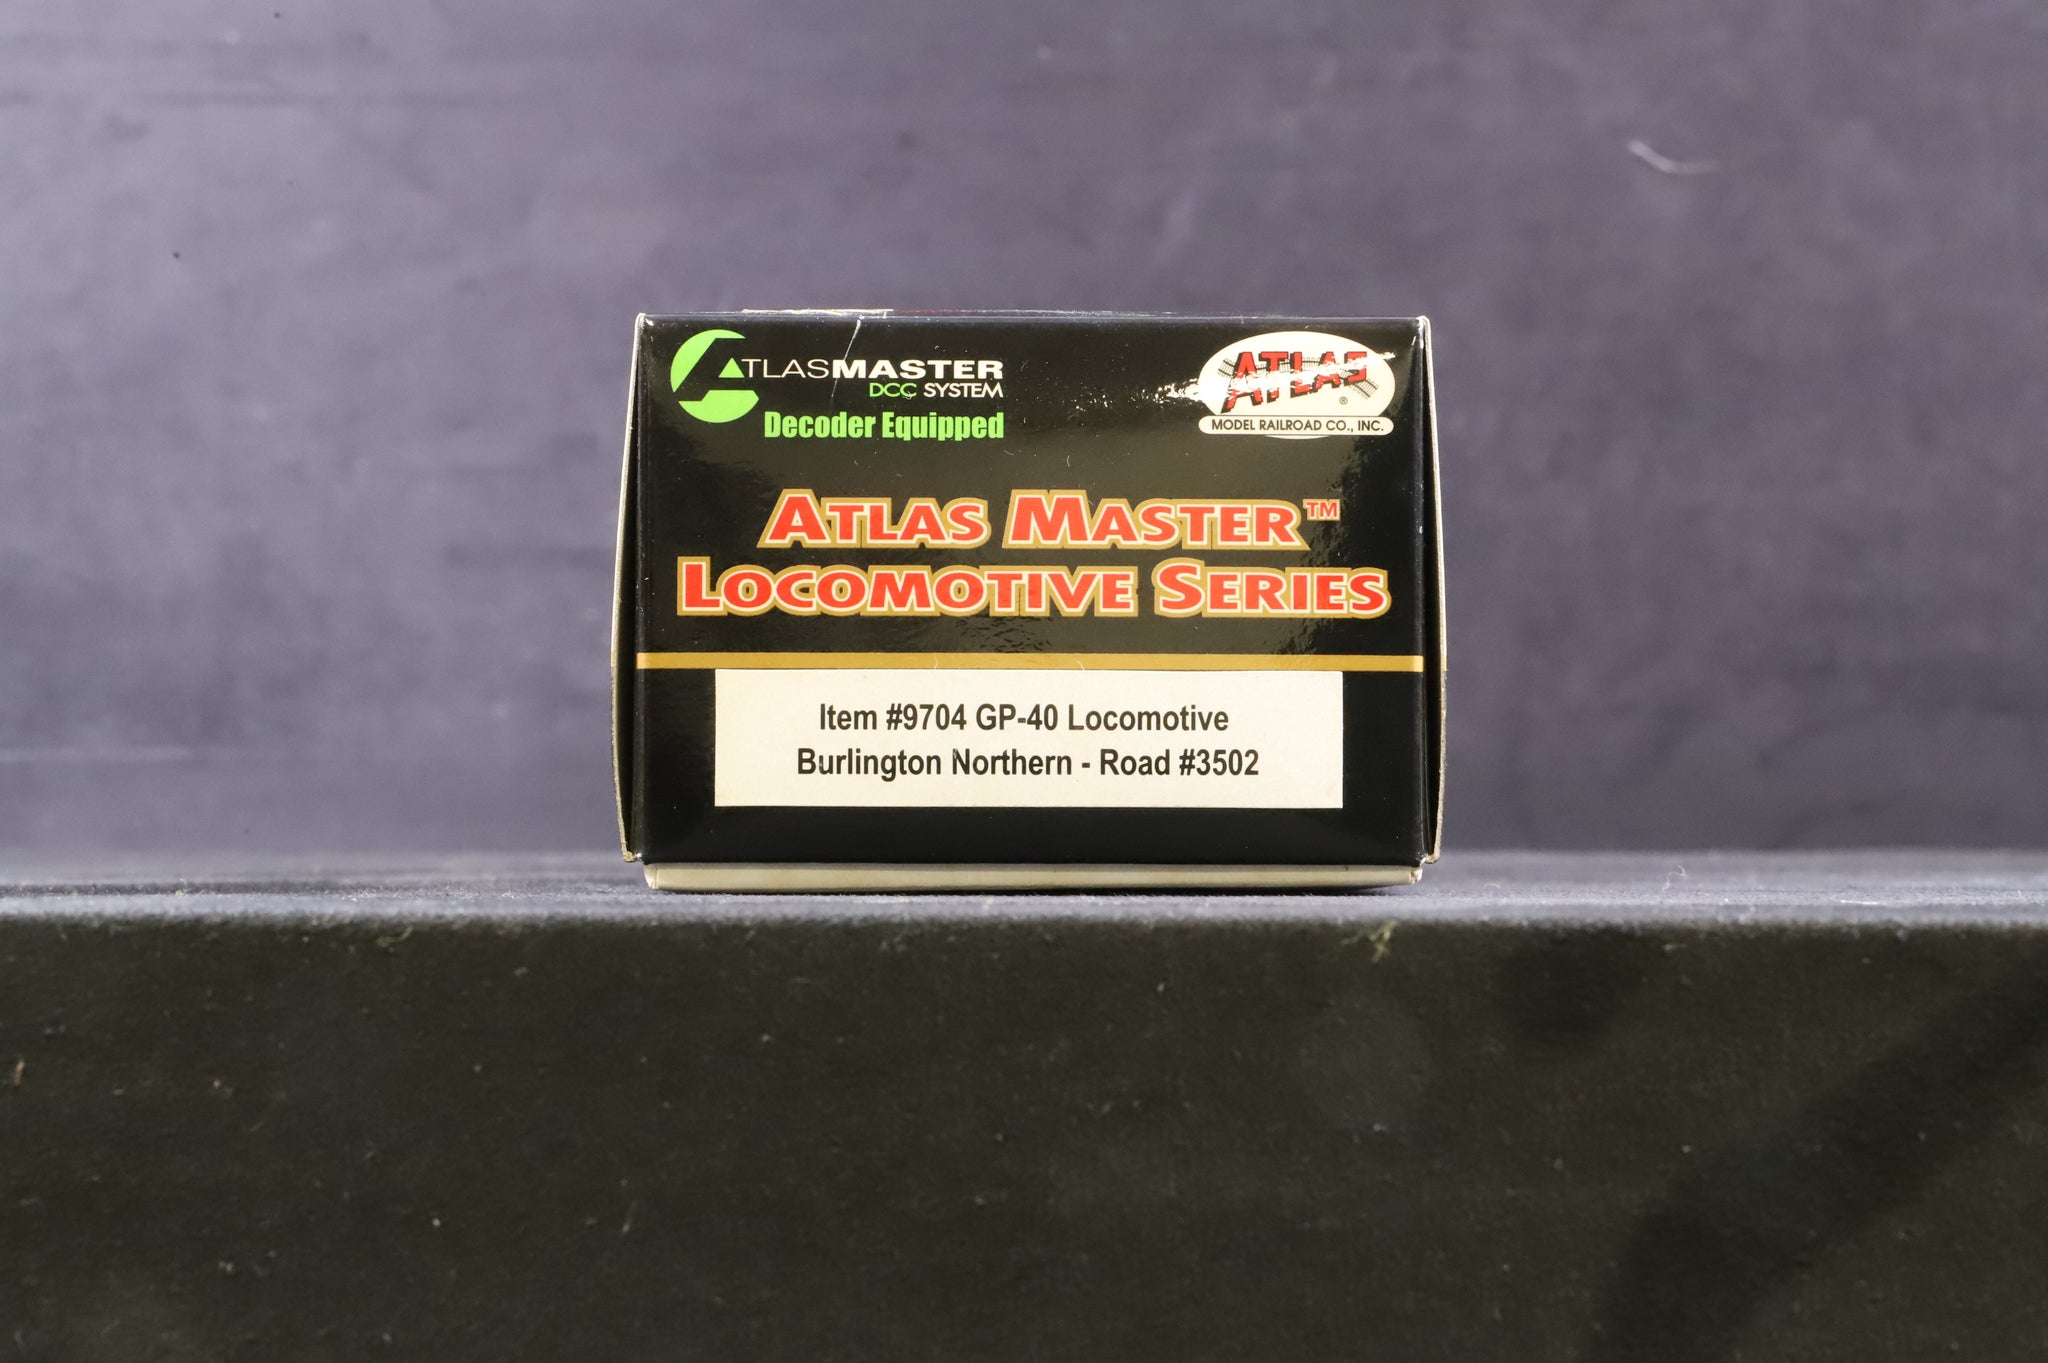 ATLASMASTER
DCC SYSTEM
Decoder Equipped
ATLAS
®
MODEL RAILROAD CO., INC.
ATLAS MASTER™
LOCOMOTIVE SERIES
Item #9704 GP-40 Locomotive
Burlington Northern - Road #3502